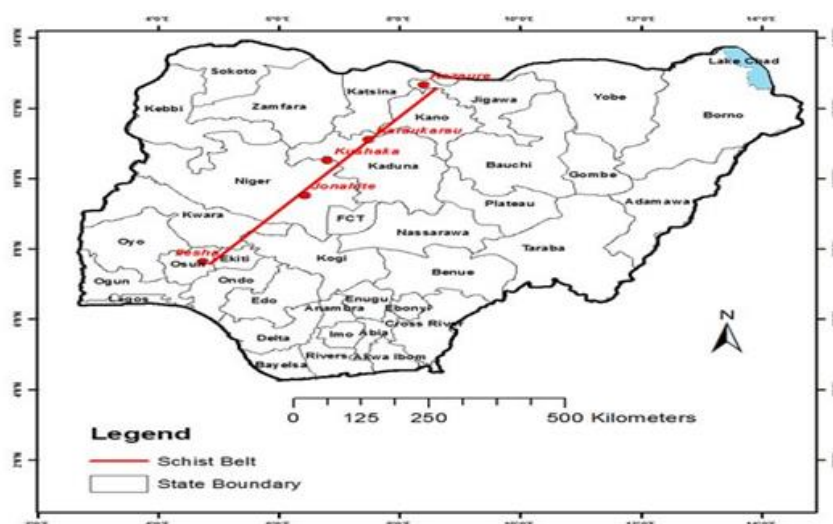 Lake Chad
Sokoto
Katsina
Kano
Jigawa
Yobe
Borno
Kebbi
Zamfara
Karaukarau
Kushaka
Kaduna
Bauchi
Gombe
Niger
Adamawa
Plateau
Kwara
FCT
Nassarawa
Taraba
Oyo
Ekiti
Kogi
Osun
Benue
Ogun
Ondo
Lagos
Edo
Enugu
Ebonyi
Anambra
Cross River
Delta
Imo
Abia
Rivers
Akwa Ibom
Bayelsa
N
0 125 250 500 Kilometers
Legend
Schist Belt
State Boundary